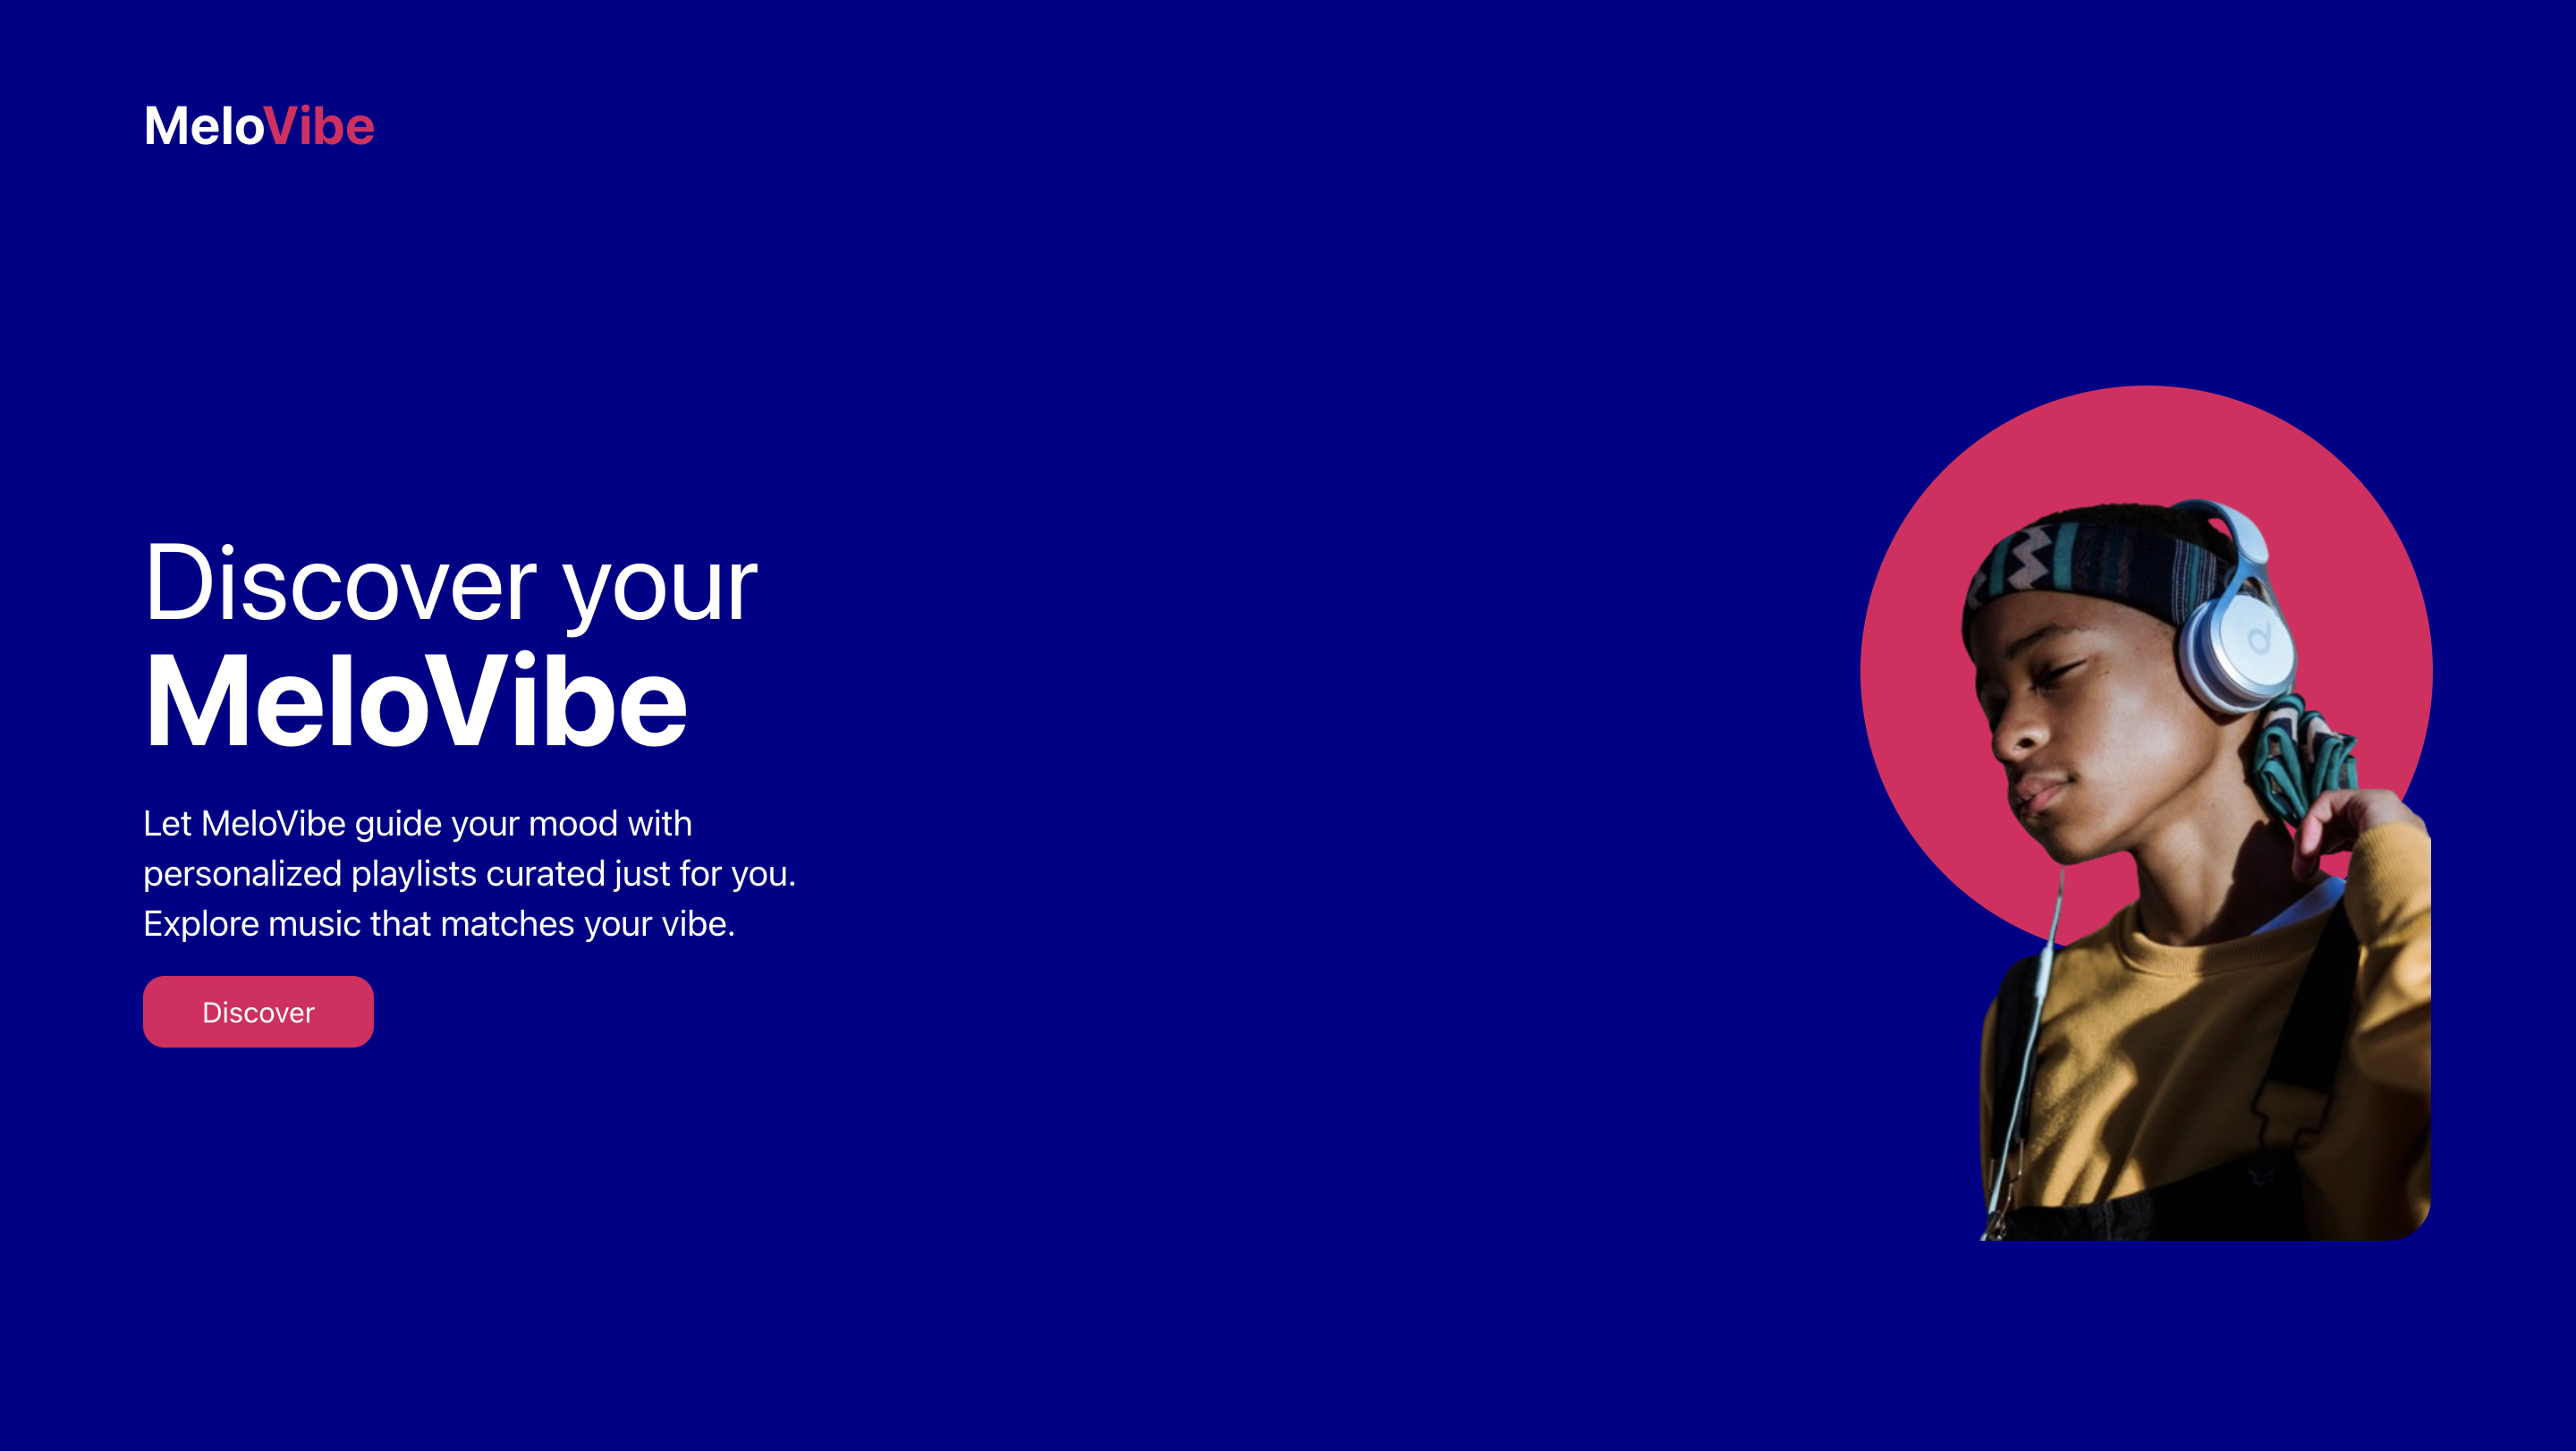 MeloVibe
Discover your
MeloVibe
Let MeloVibe guide your mood with
personalized playlists curated just for you.
Explore music that matches your vibe.
Discover